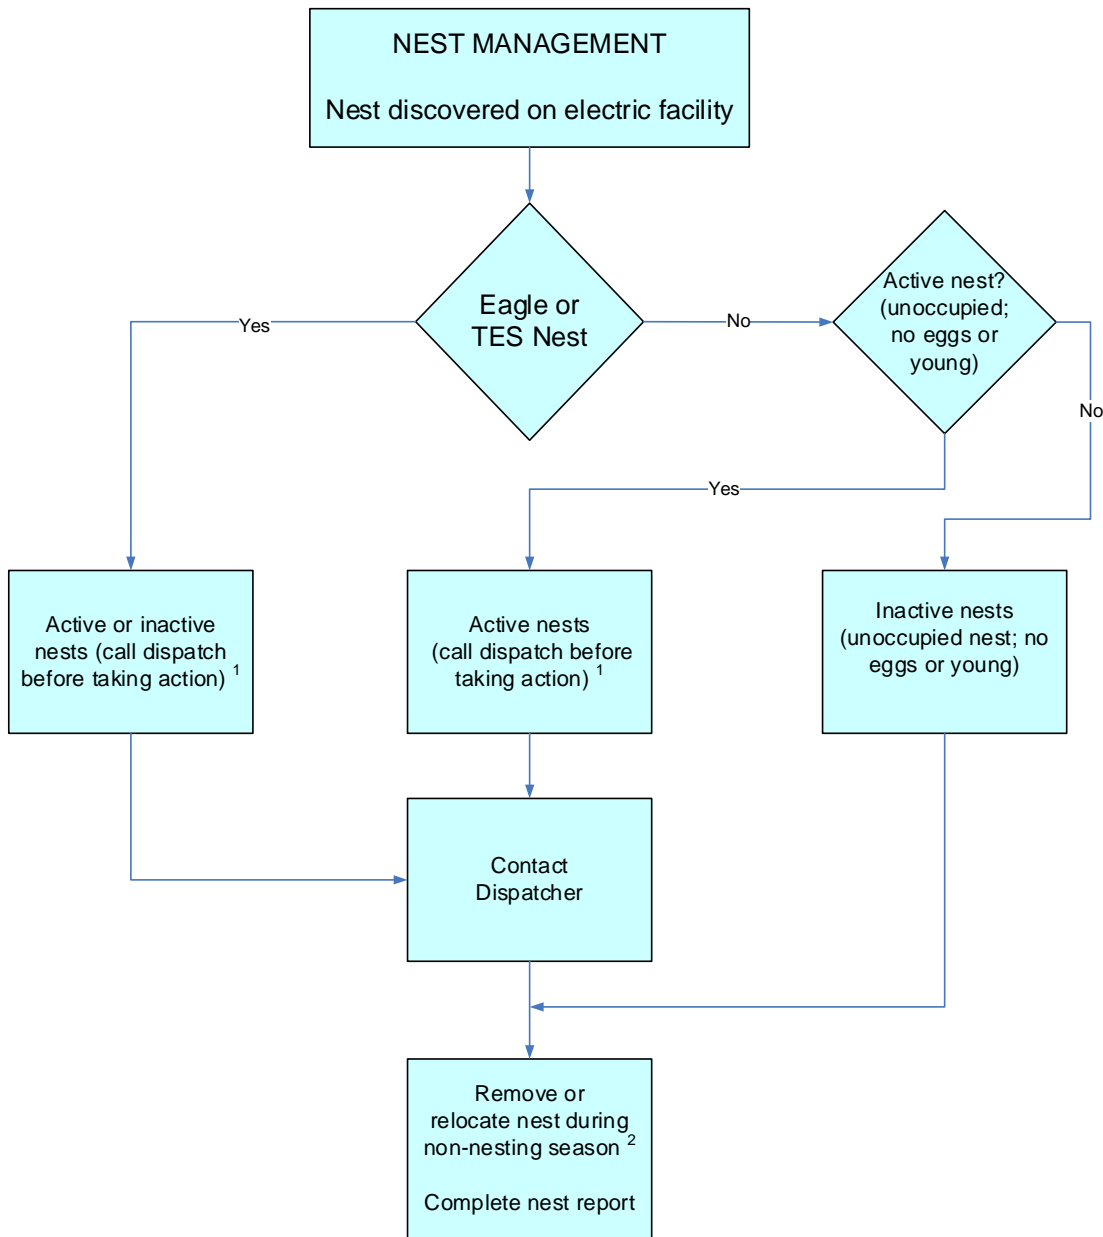 NEST MANAGEMENT
Nest discovered on electric facility
Eagle or
TES Nest
Active nest?
(unoccupied;
no eggs or
young)
Yes
No
No
Yes
Active or inactive
nests (call dispatch
before taking action) 1
Active nests
(call dispatch before
taking action) 1
Inactive nests
(unoccupied nest; no
eggs or young)
Contact
Dispatcher
Remove or
relocate nest during
non-nesting season 2
Complete nest report